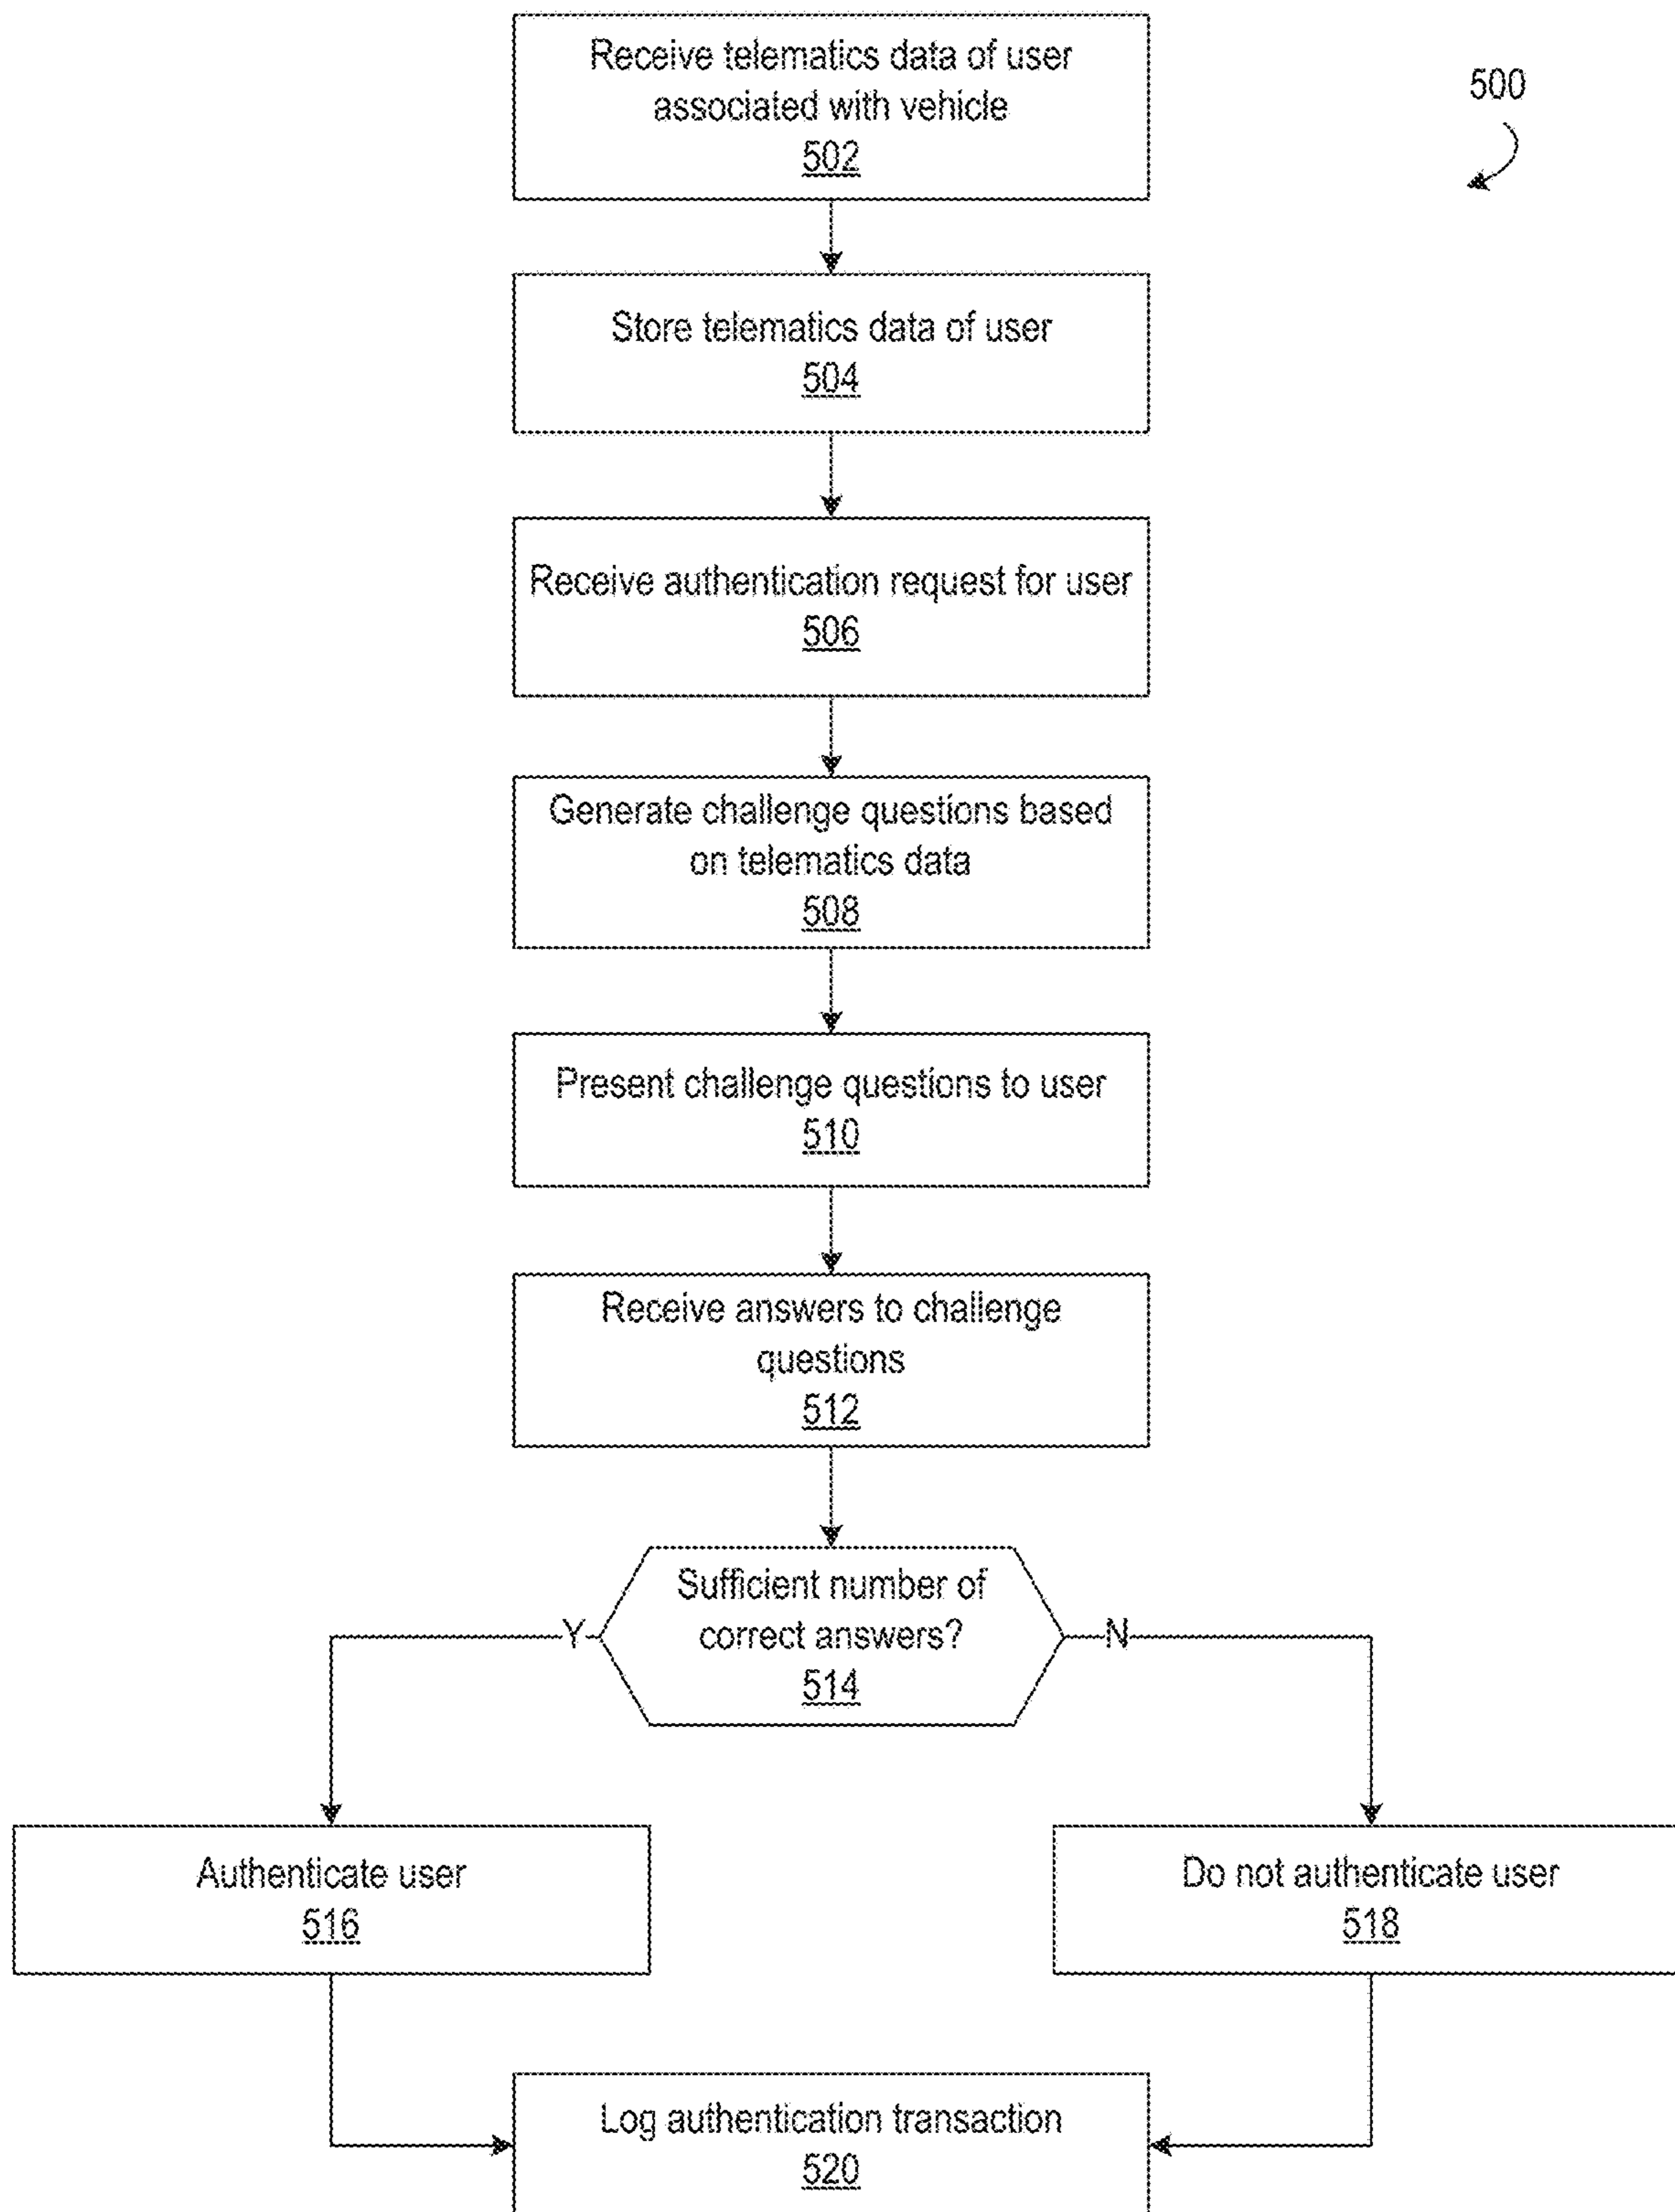 Receive telematics data of user
associated with vehicle
502
500
Store telematics data of user
504
Receive authentication request for user
506
Generate challenge questions based
on telematics data
508
Present challenge questions to user
510
Receive answers to challenge
questions
512
Sufficient number of
correct answers?
514
Y
N
Authenticate user
516
Do not authenticate user
518
Log authentication transaction
520